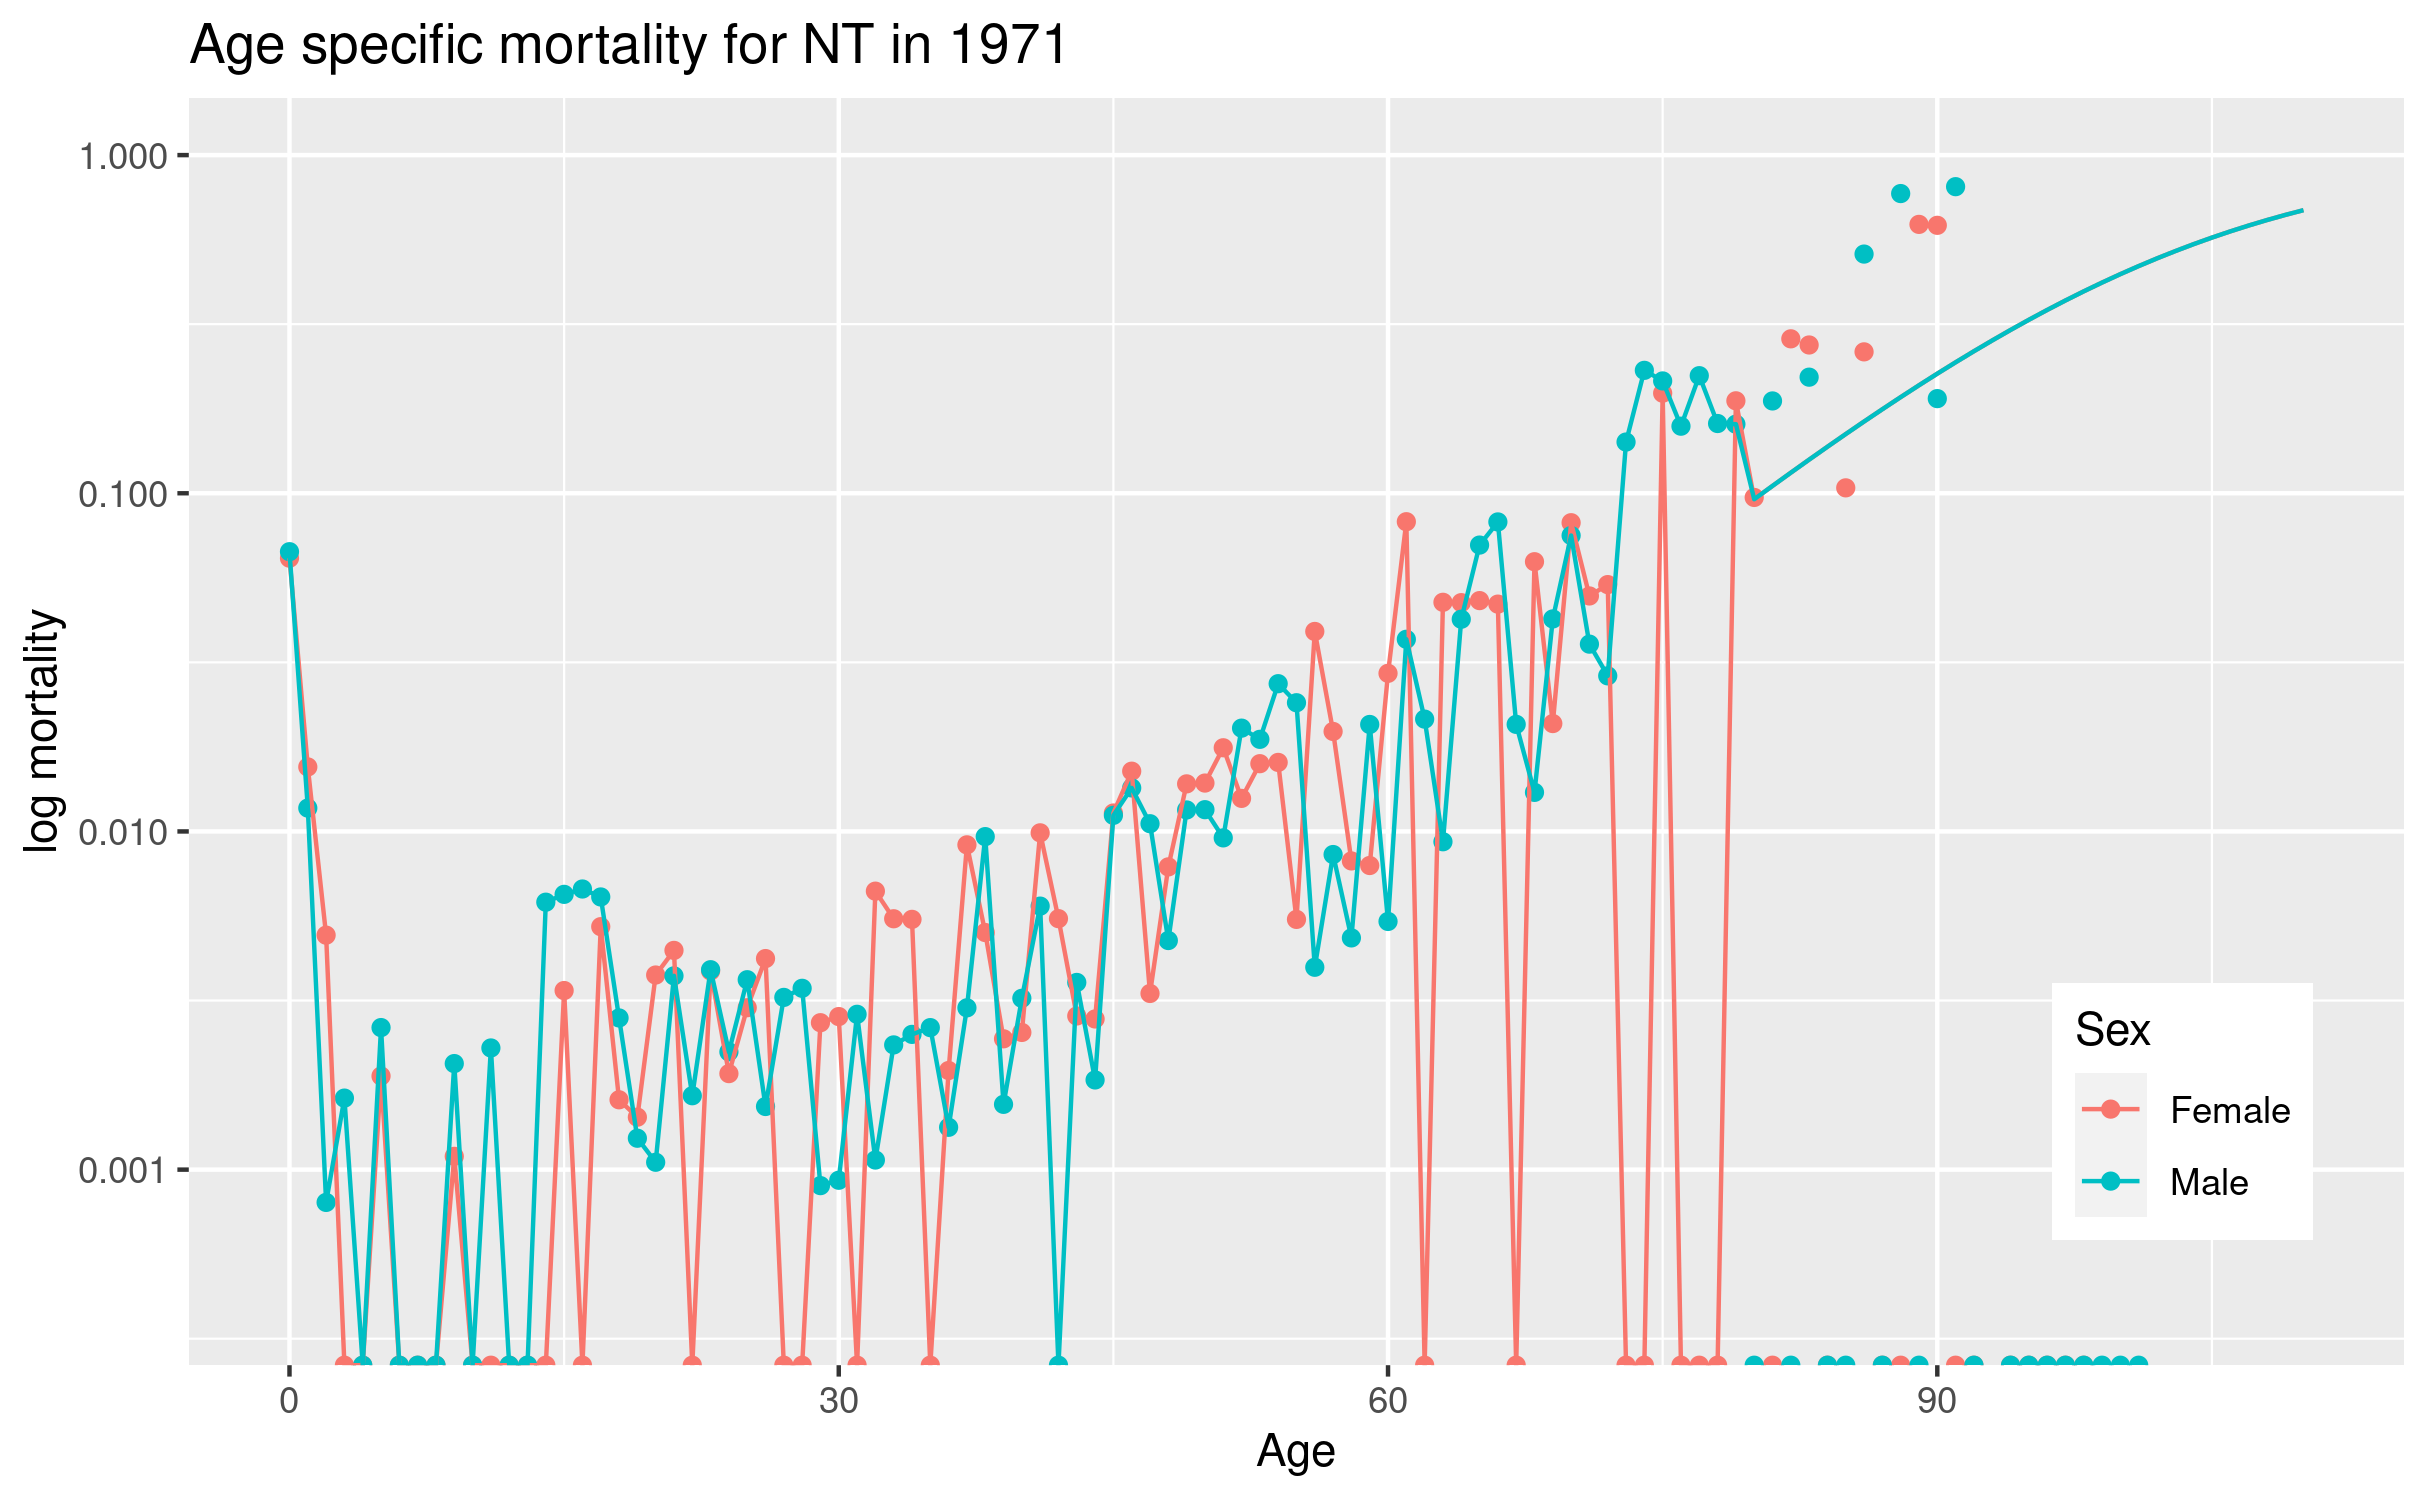 Age specific mortality for NT in 1971
1.000
0.100
0.010
0.001
log mortality
0
30
60
90
Age
Sex
Female
Male